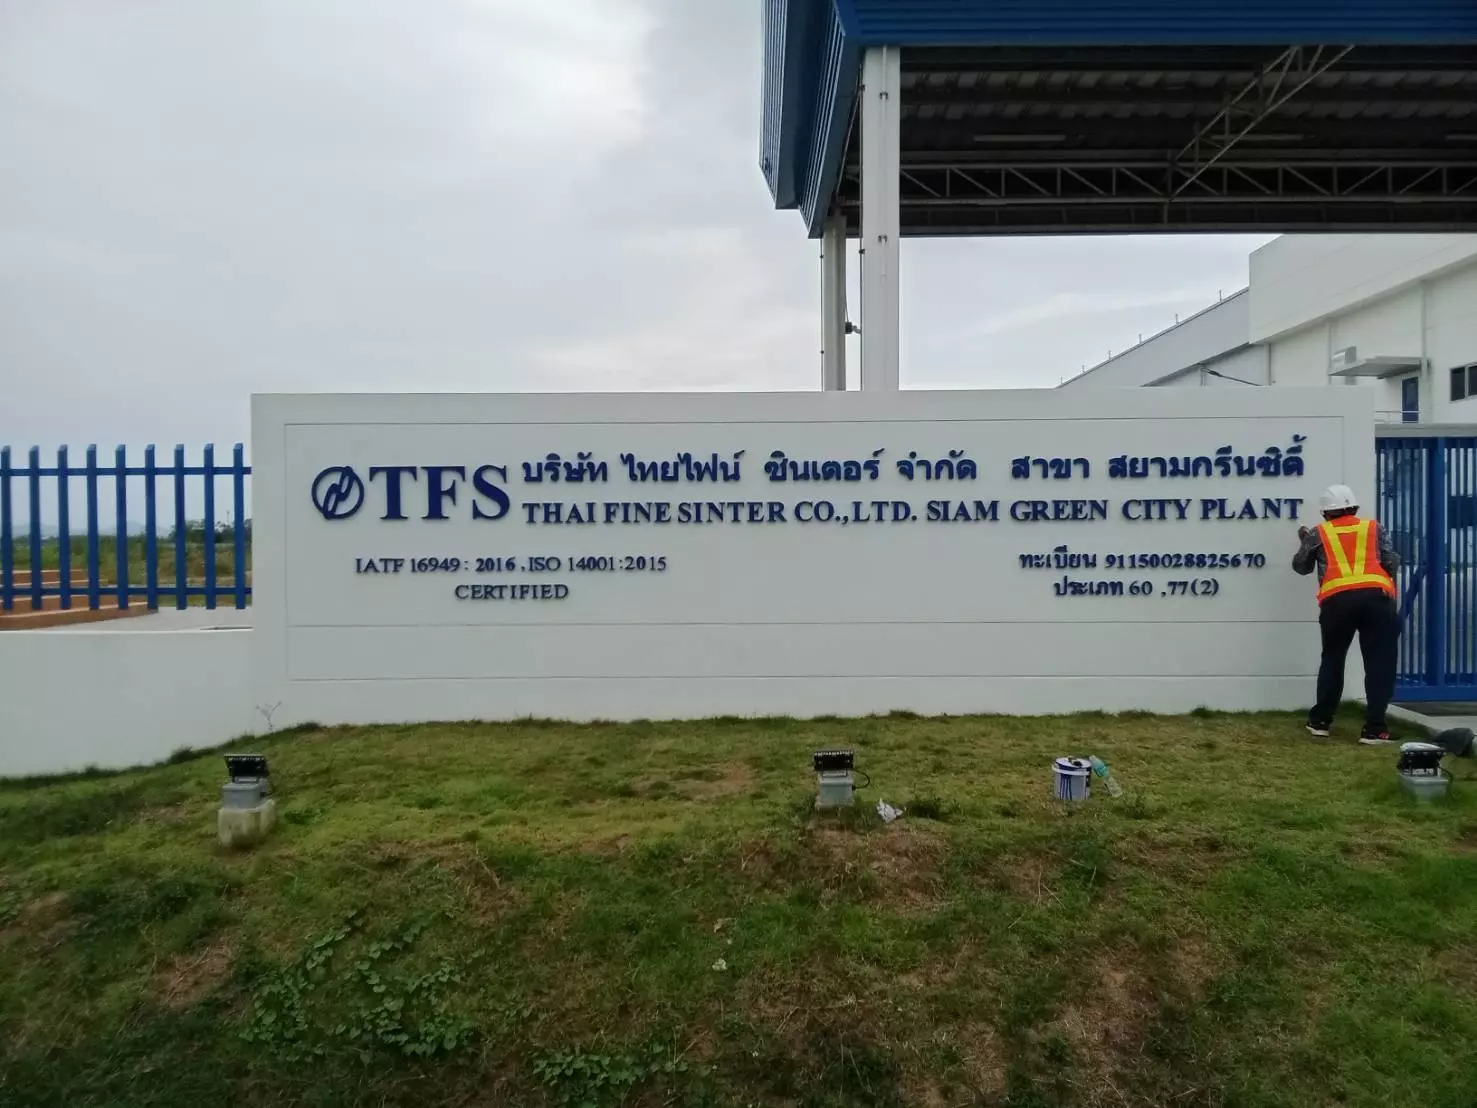 TFS บริษัท ไทยไฟน์ ซินเตอร์ จำกัด สาขา สยามกรีนซิตี้
THAI FINE SINTER CO.,LTD. SIAM GREEN CITY PLANT
IATF 16949: 2016 , ISO 14001:2015
CERTIFIED
ทะเบียน 91150028825670
ประเภท 60 ,77(2)